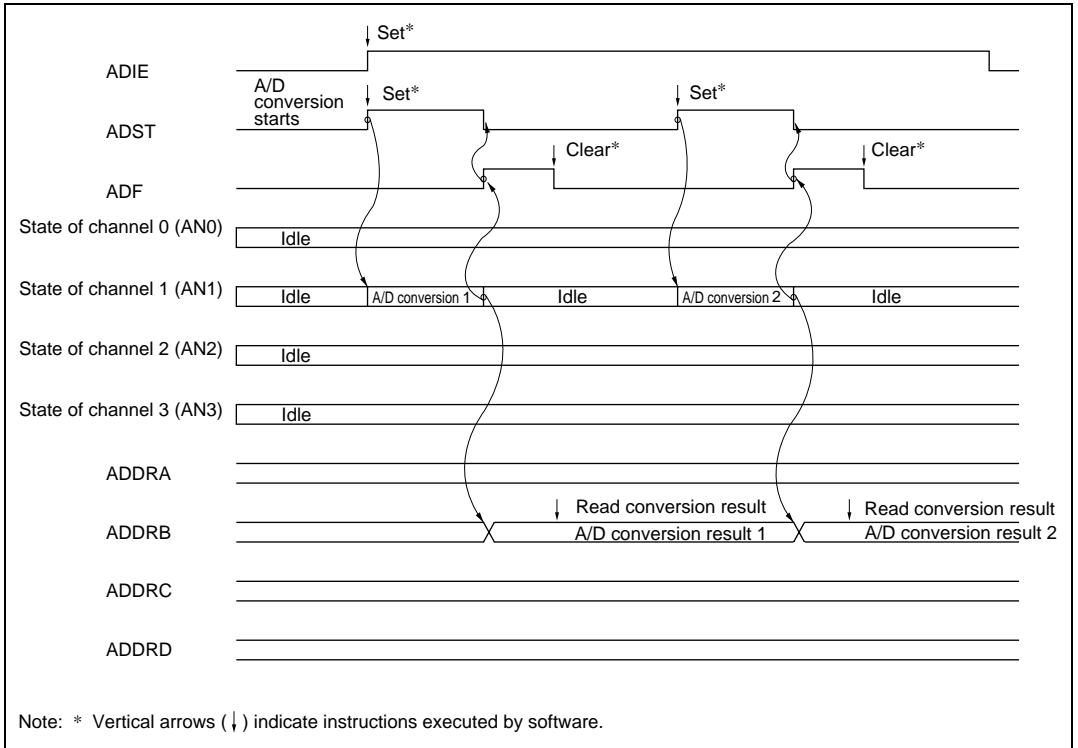 Set*
ADIE
A/D
conversion
starts
Set*
Set*
ADST
Clear*
Clear*
ADF
State of channel 0 (AN0)
Idle
State of channel 1 (AN1)
Idle
A/D conversion 1
Idle
A/D conversion 2
Idle
State of channel 2 (AN2)
Idle
State of channel 3 (AN3)
Idle
ADDRA
Read conversion result
Read conversion result
ADDRB
A/D conversion result 1
A/D conversion result 2
ADDRC
ADDRD
Note: * Vertical arrows (↓) indicate instructions executed by software.